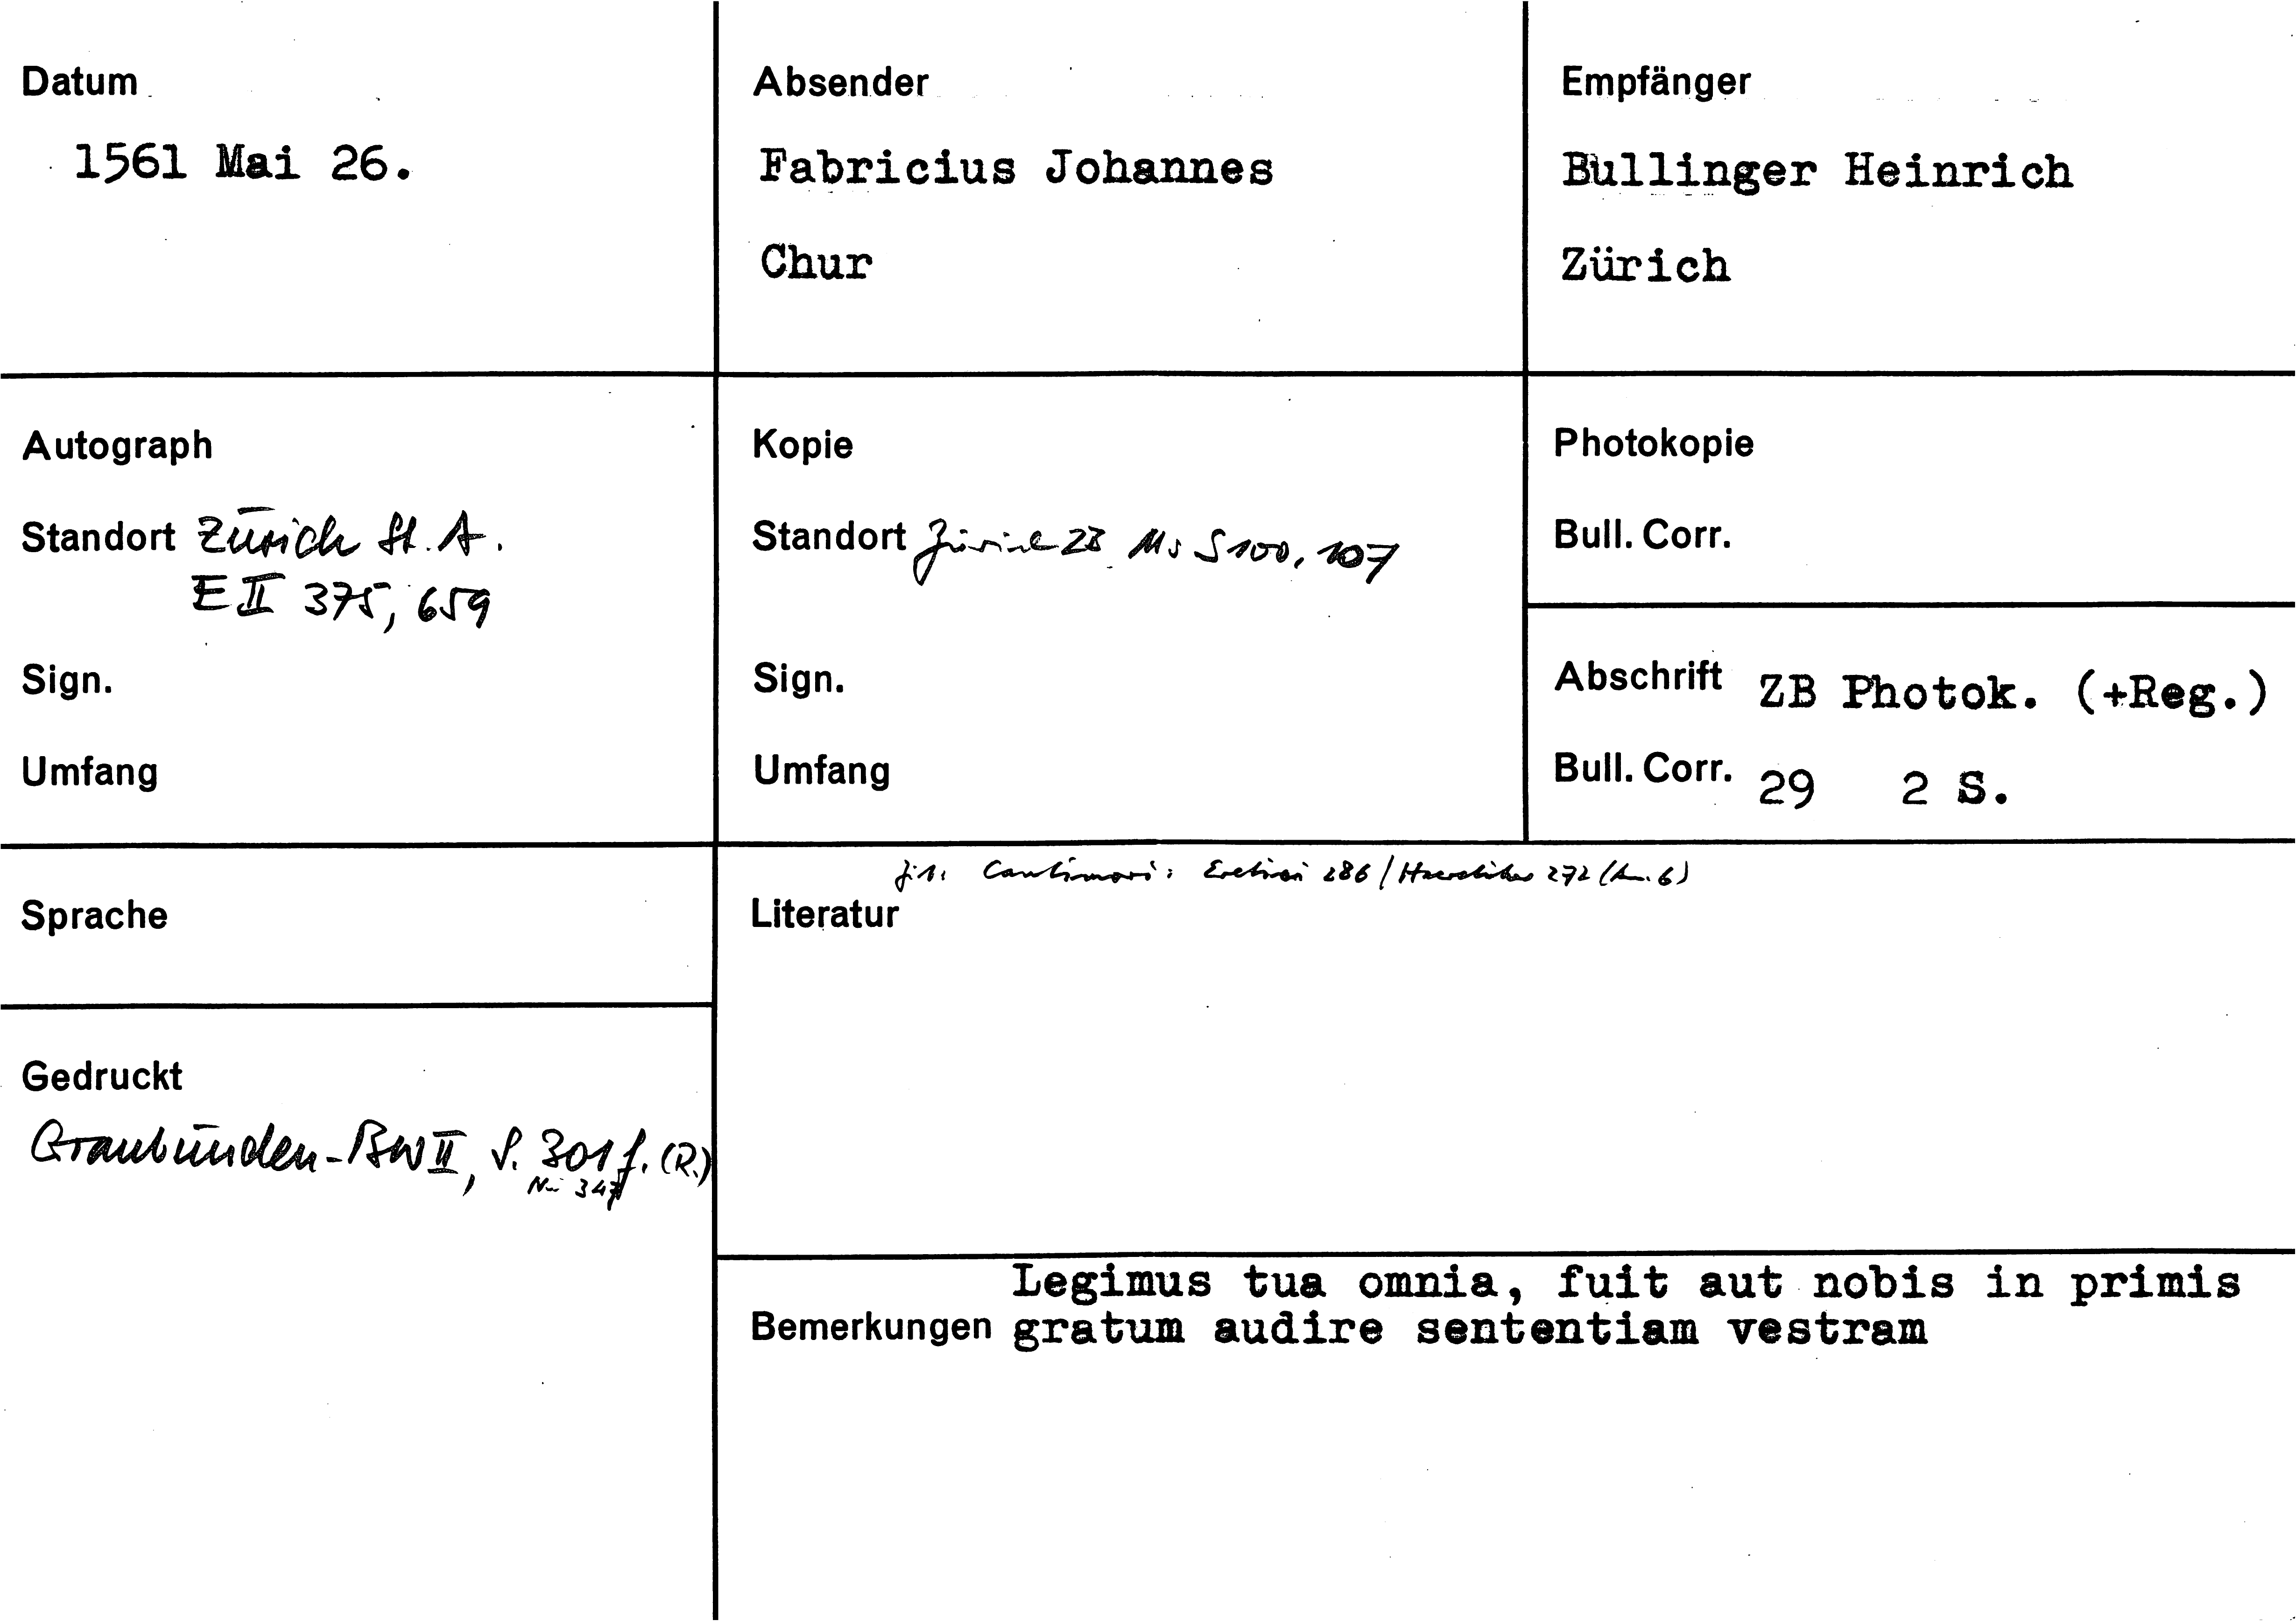 Datum
1561 Mai 26.
Absender
Fabricius Johannes
Chur
Empfänger
Bullinger Heinrich
Zürich
Autograph
Standort Zürich St. A.
E II 375, 659
Sign.
Umfang
Kopie
Standort Zürich ZB Ms S 100, 107
Sign.
Umfang
Photokopie
Bull. Corr.
Abschrift ZB Photok. (+Reg.)
Bull. Corr. 29 2 S.
Sprache
Gedruckt
Graubünden-BW II, S. 301 f. (R.)
Nr. 347
Cantimori: Eretici 286 / Haeretiker 272 (Anm. 6)
Literatur
Legimus tua omnia, fuit aut nobis in primis
Bemerkungen gratum audire sententiam vestram